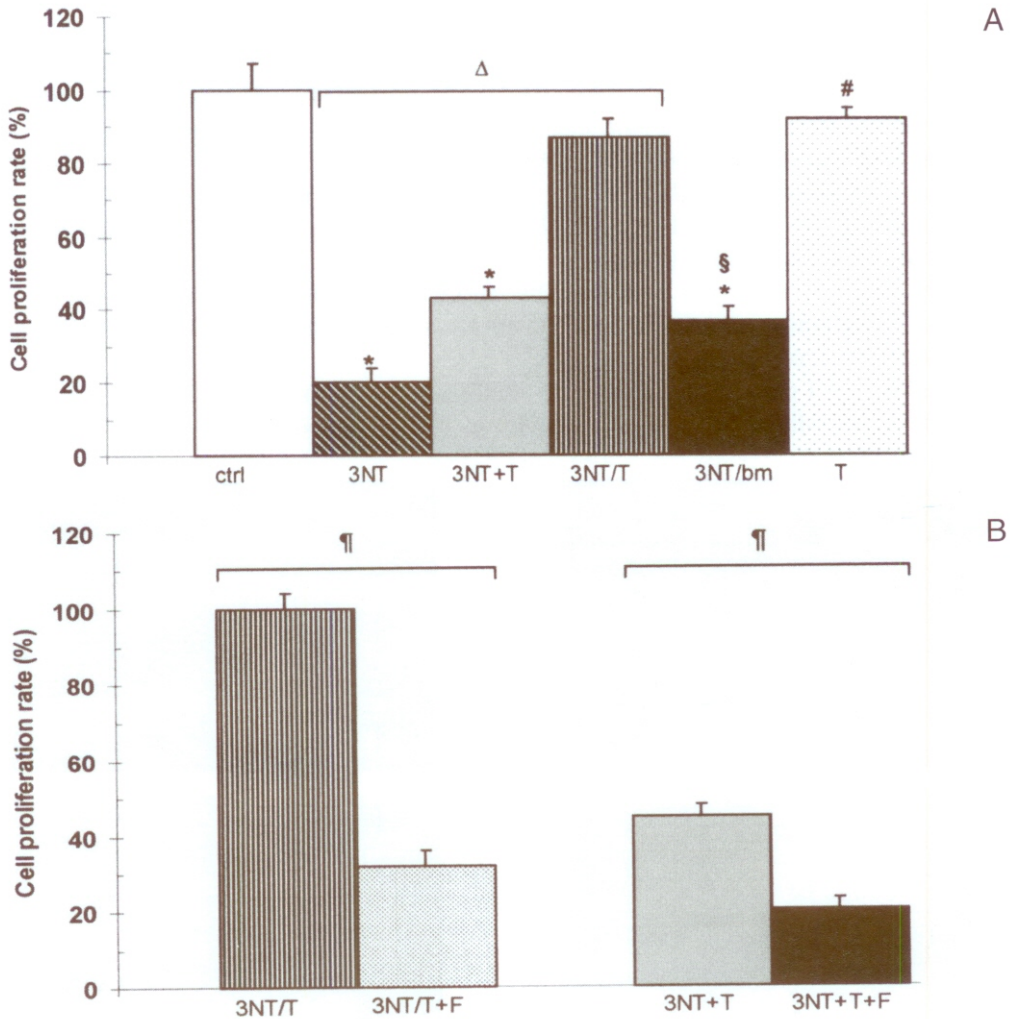 A
Cell proliferation rate (%)
120
100
80
60
40
20
0
Δ
*
*
§
*
#
ctrl 3NT 3NT+T 3NT/T 3NT/bm T
B
Cell proliferation rate (%)
120
100
80
60
40
20
0
¶ ¶
3NT/T 3NT/T+F 3NT+T 3NT+T+F